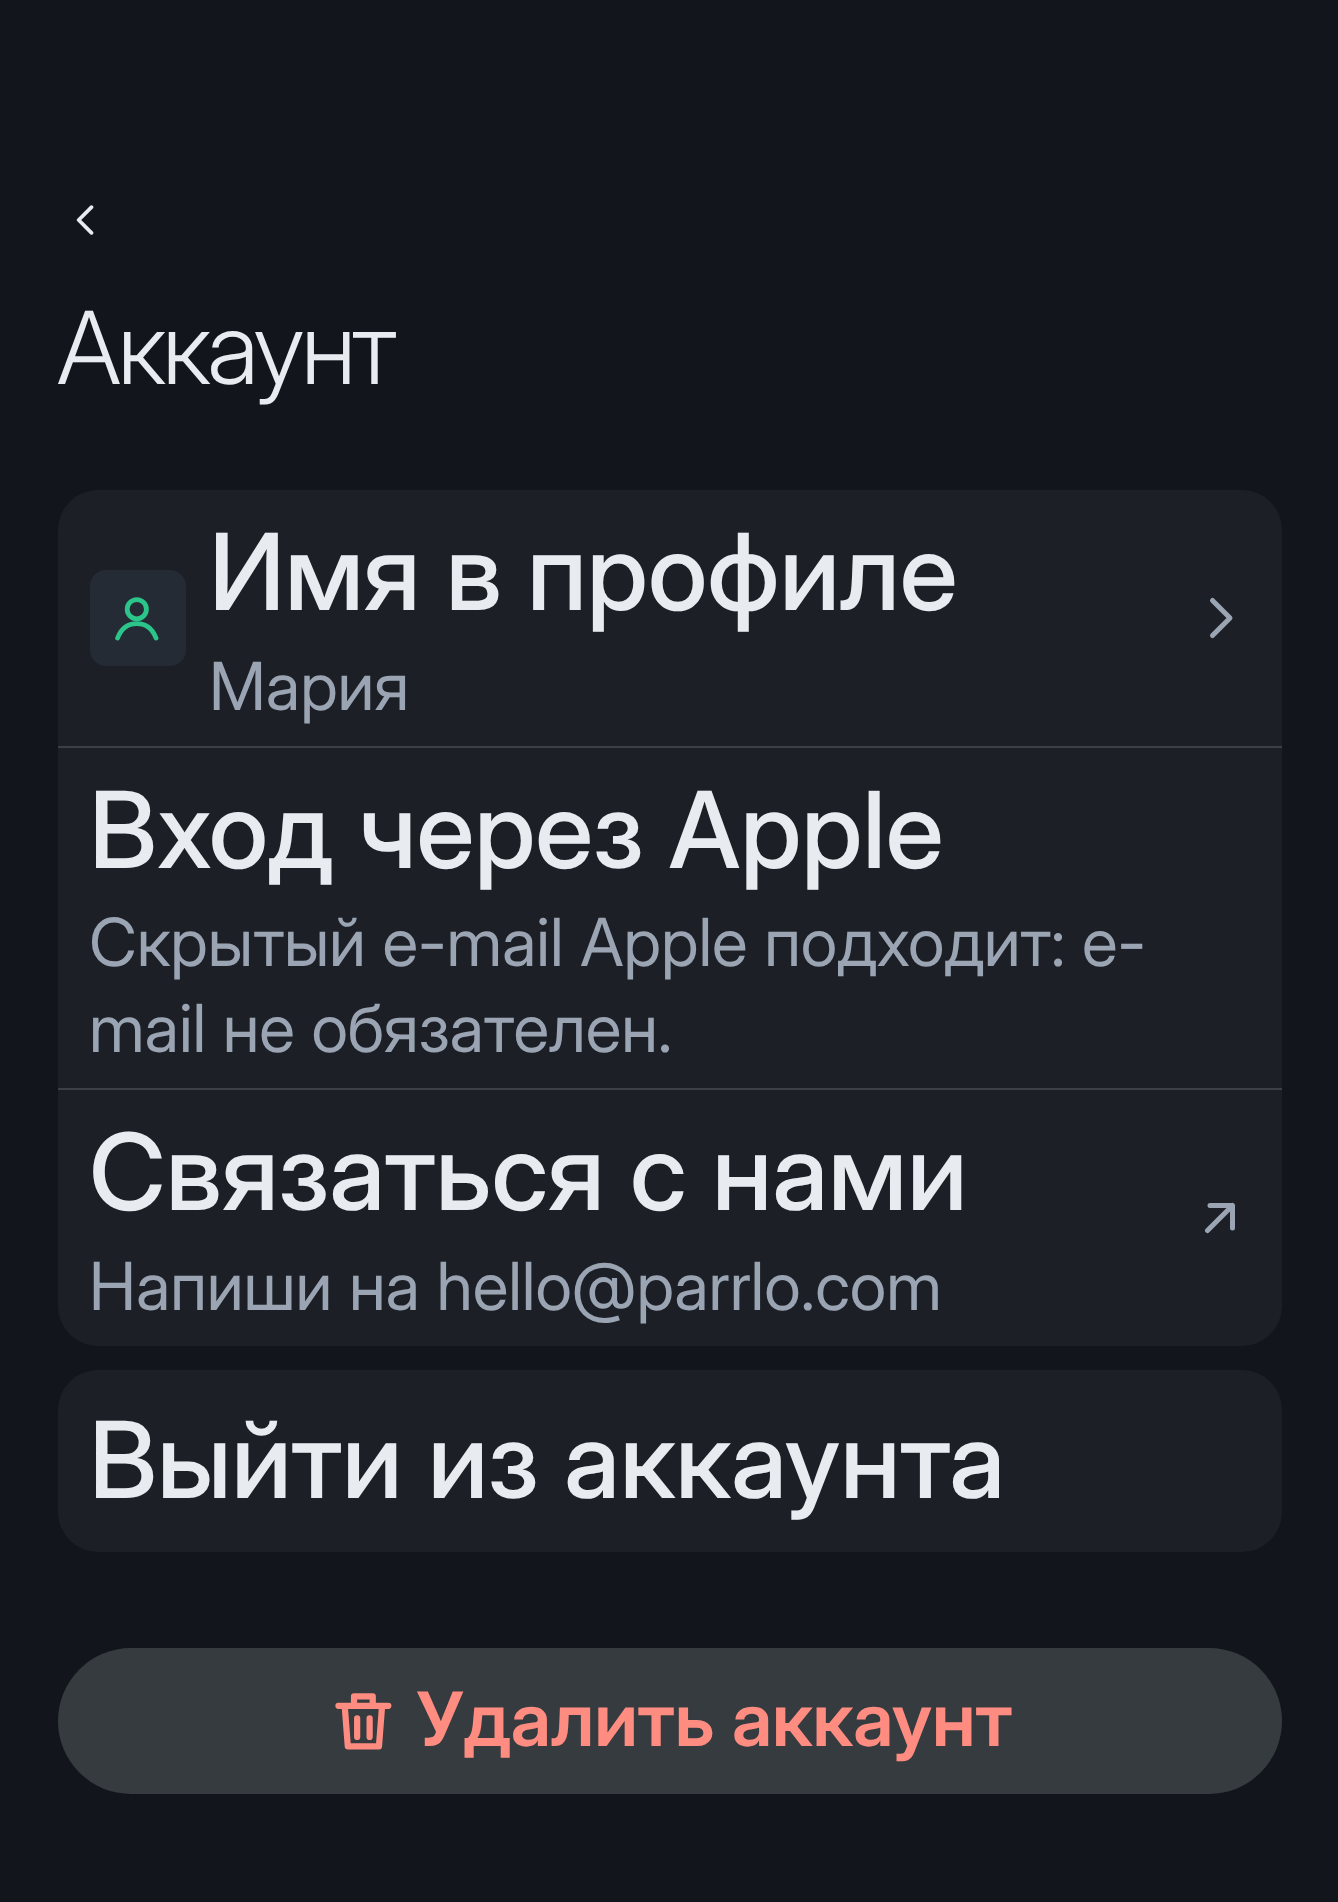 Аккаунт
Имя в профиле
Мария
Вход через Apple
Скрытый e-mail Apple подходит: e-
mail не обязателен.
Связаться с нами
Напиши на hello@parrlo.com
Выйти из аккаунта
Удалить аккаунт